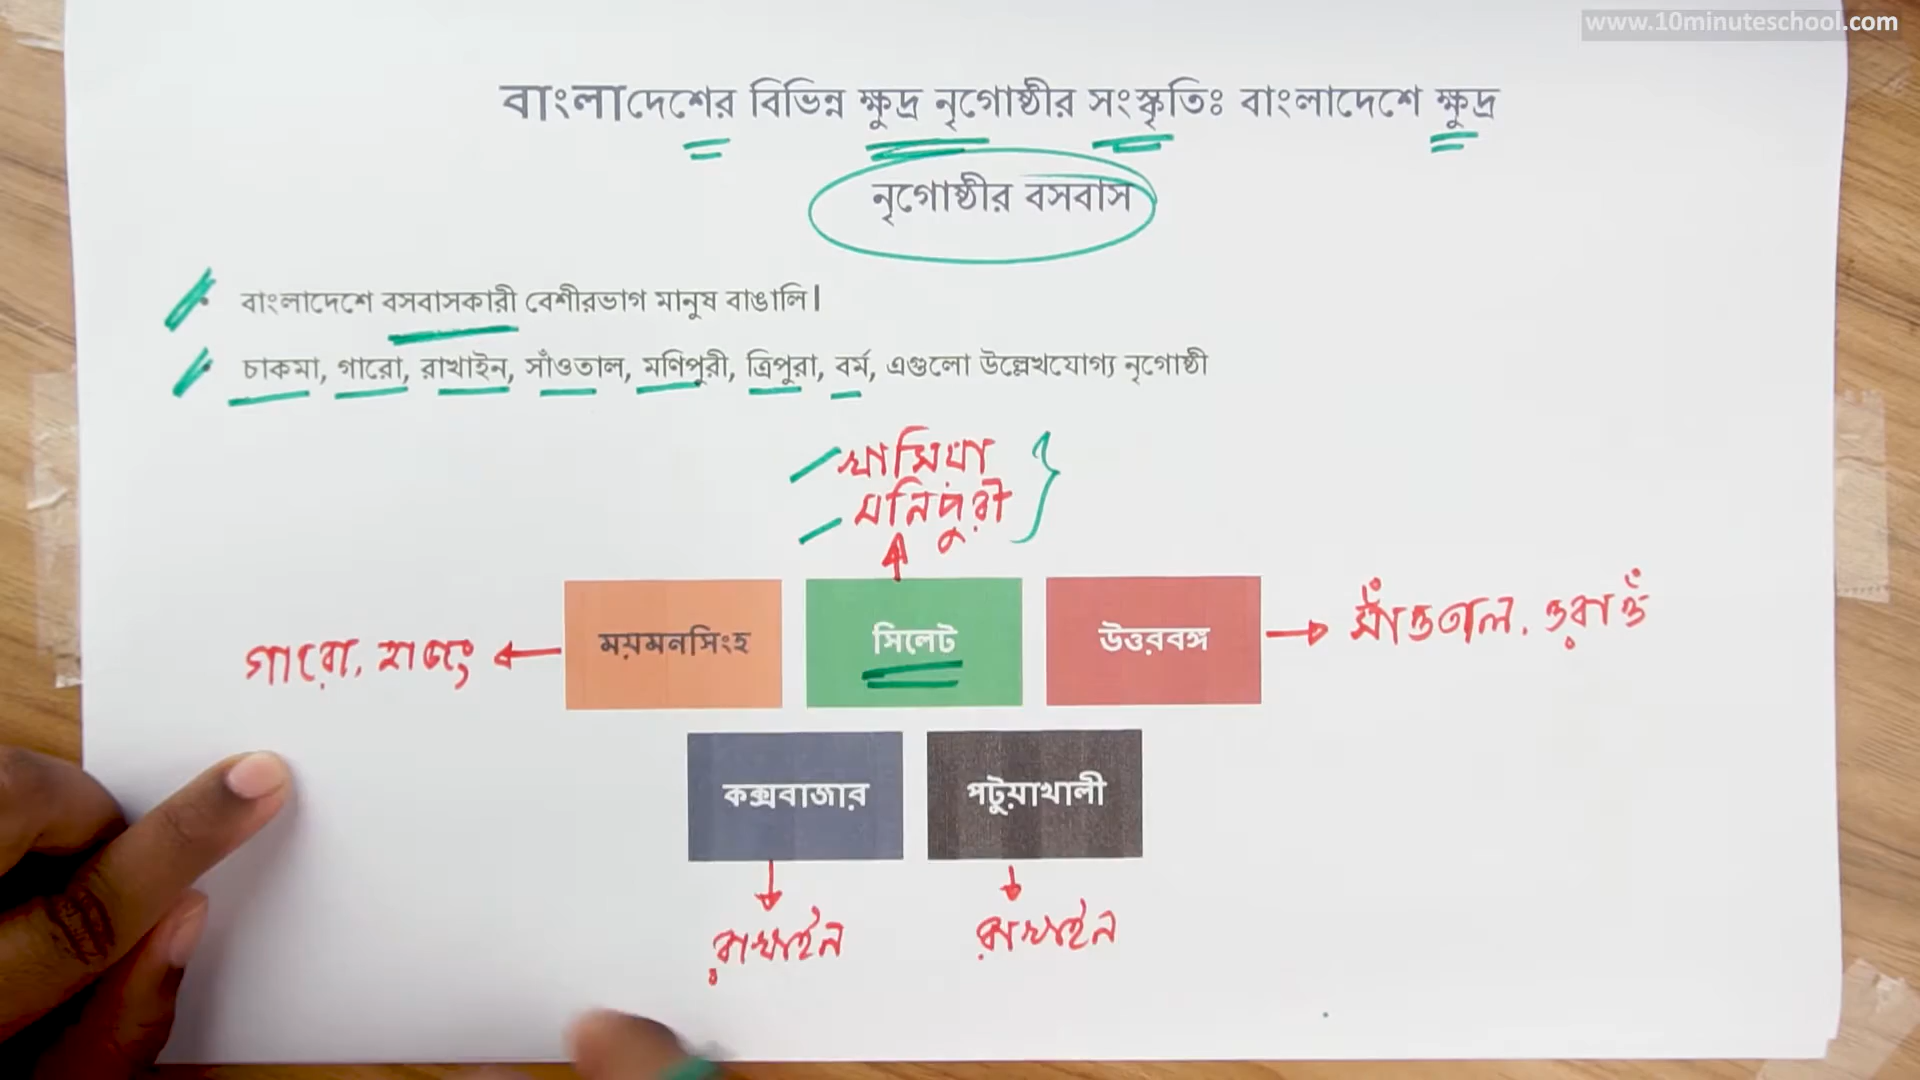 www.10minuteschool.com
বাংলাদেশের বিভিন্ন ক্ষুদ্র নৃগোষ্ঠীর সংস্কৃতিঃ বাংলাদেশে ক্ষুদ্র
নৃগোষ্ঠীর বসবাস
বাংলাদেশে বসবাসকারী বেশীরভাগ মানুষ বাঙালি।
চাকমা, গারো, রাখাইন, সাঁওতাল, মণিপুরী, ত্রিপুরা, বর্ম, এগুলো উল্লেখযোগ্য নৃগোষ্ঠী
খাসিয়া
মনিপুরী
গারো, হাজং
ময়মনসিংহ
সিলেট
উত্তরবঙ্গ
সাঁওতাল, ওরাওঁ
কক্সবাজার
পটুয়াখালী
রাখাইন
রাখাইন